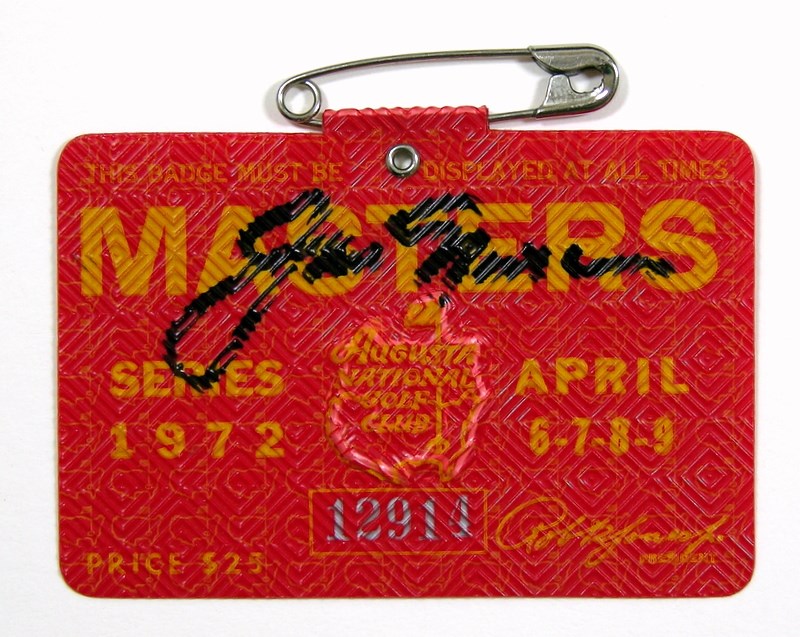 THIS BADGE MUST BE DISPLAYED AT ALL TIMES
MASTERS
SERIES
1972
AUGUSTA
NATIONAL
GOLF
CLUB
APRIL
6-7-8-9
12914
PRICE $25
PRESIDENT